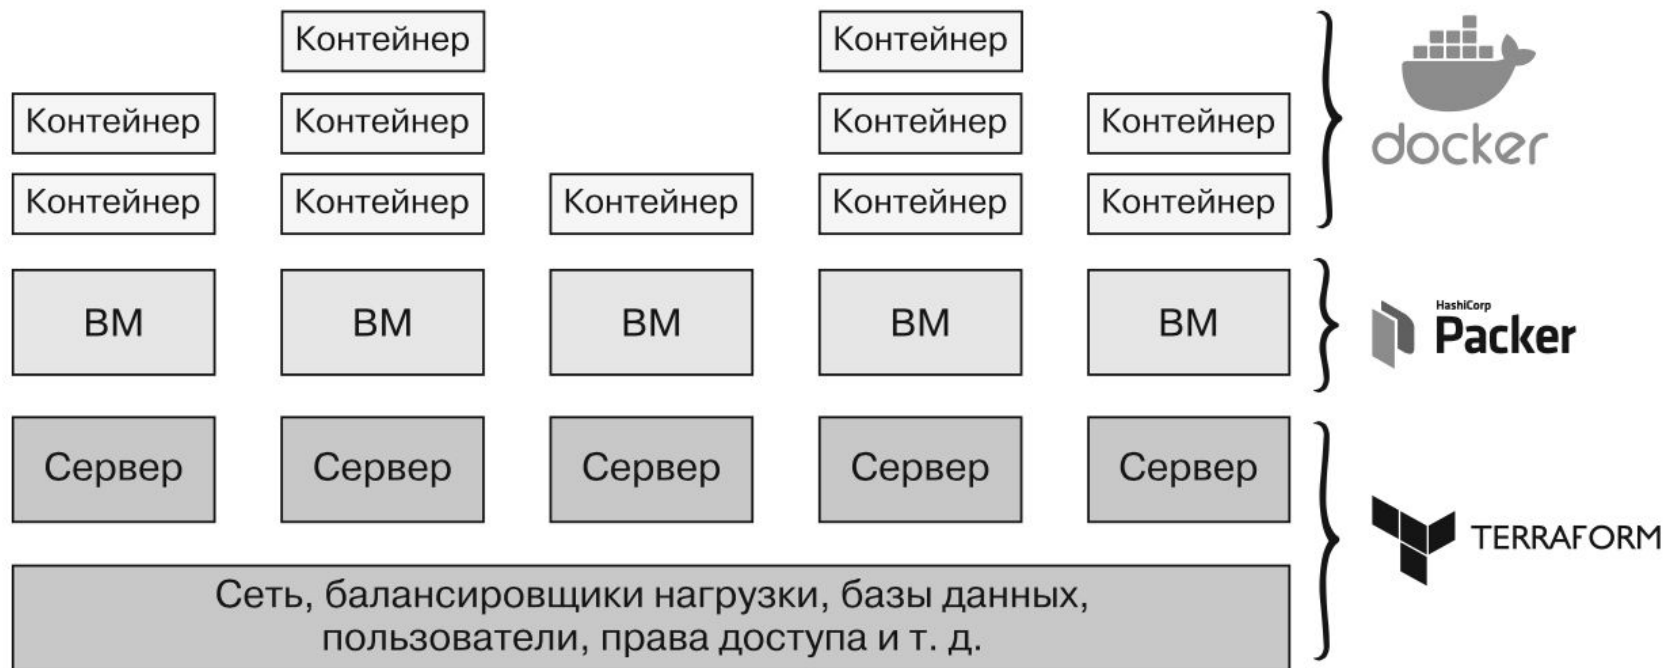 Контейнер Контейнер
Контейнер Контейнер Контейнер Контейнер
Контейнер Контейнер Контейнер Контейнер Контейнер
docker
ВМ ВМ ВМ ВМ ВМ
HashiCorp
Packer
Сервер Сервер Сервер Сервер Сервер
TERRAFORM
Сеть, балансировщики нагрузки, базы данных,
пользователи, права доступа и т. д.